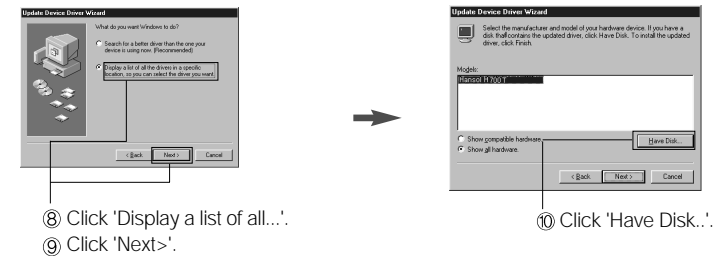 Update Device Driver Wizard
What do you want Windows to do?
Search for a better driver than the one your
device is using now. (Recommended)
Display a list of all the drivers in a specific
location, so you can select the driver you want.
< Back
Next >
Cancel
⑧ Click 'Display a list of all...'.
⑨ Click 'Next>'.
Update Device Driver Wizard
Select the manufacturer and model of your hardware device. If you have a
disk that contains the updated driver, click Have Disk. To install the updated
driver, click Finish.
Models:
Hansol H700T
Show compatible hardware.
Show all hardware.
Have Disk...
< Back
Next >
Cancel
⑩ Click 'Have Disk..'.